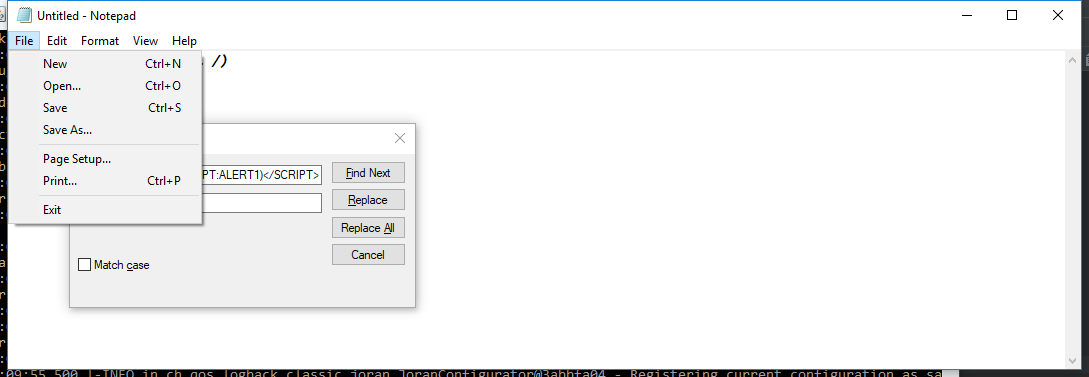 Untitled - Notepad
File Edit Format View Help
New Ctrl+N
Open... Ctrl+O
Save Ctrl+S
Save As...
Page Setup...
Print... Ctrl+P
Exit
/)
PT:ALERT1)</SCRIPT>
Find Next
Replace
Replace All
Cancel
Match case
:09:55,500 |-INFO in ch.qos.logback.classic.joran.JoranConfigurator@3abbfa04 - Registering current configuration as sa